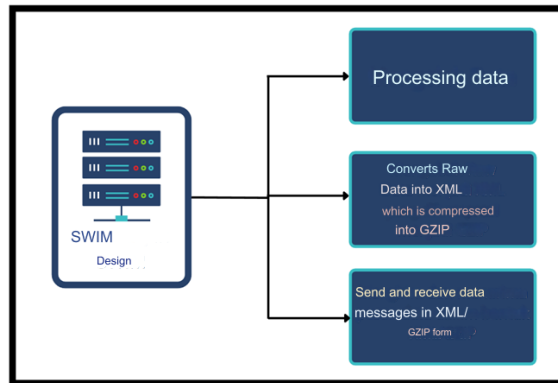 Processing data
Converts Raw
Data into XML
which is compressed
into GZIP
SWIM
Design
Send and receive data
messages in XML/
GZIP form